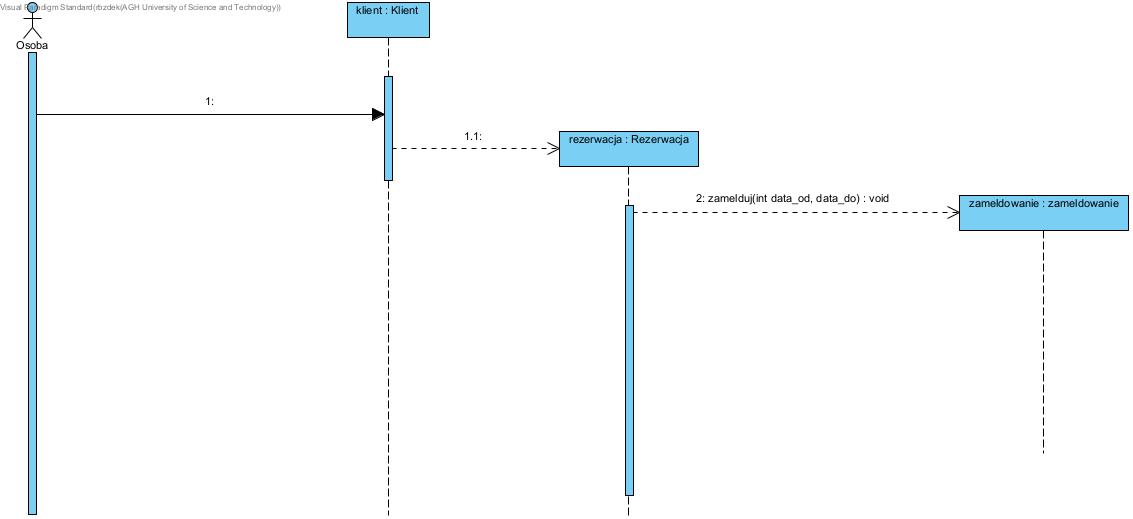 Visual Paradigm Standard(rbzdek(AGH University of Science and Technology))
Osoba
klient : Klient
1:
1.1:
rezerwacja : Rezerwacja
2: zamelduj(int data_od, data_do) : void
zameldowanie : zameldowanie